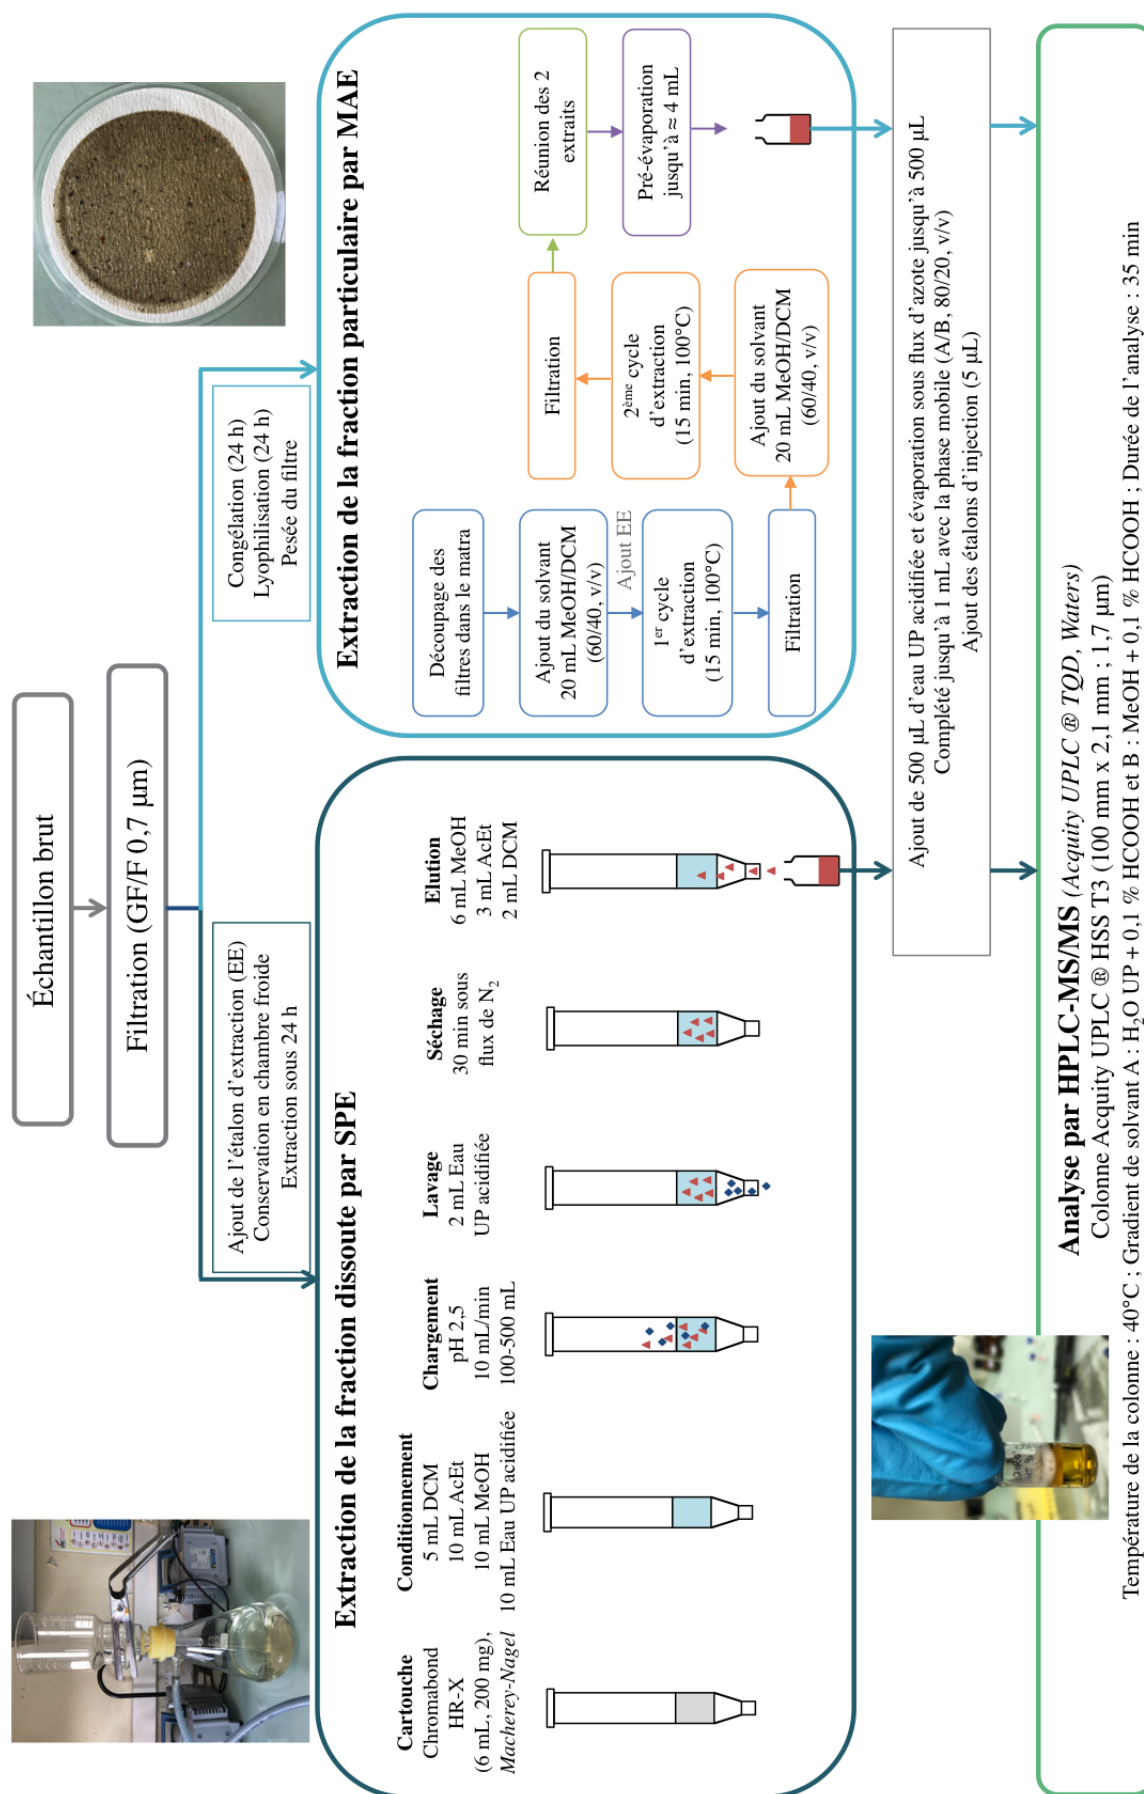 Échantillon brut
Filtration (GF/F 0,7 µm)
Ajout de l’étalon d’extraction (EE)
Conservation en chambre froide
Extraction sous 24 h
Congélation (24 h)
Lyophilisation (24 h)
Pesée du filtre
Extraction de la fraction dissoute par SPE
Cartouche
Chromabond
HR-X
(6 mL, 200 mg),
Macherey-Nagel
Conditionnement
5 mL DCM
10 mL AcEt
10 mL MeOH
10 mL Eau UP acidifiée
Chargement
pH 2,5
10 mL/min
100-500 mL
Lavage
2 mL Eau
UP acidifiée
Séchage
30 min sous
flux de N2
Elution
6 mL MeOH
3 mL AcEt
2 mL DCM
Extraction de la fraction particulaire par MAE
Découpage des
filtres dans le matra
Ajout du solvant
20 mL MeOH/DCM
(60/40, v/v)
Ajout EE
1er cycle
d’extraction
(15 min, 100°C)
Filtration
Ajout du solvant
20 mL MeOH/DCM
(60/40, v/v)
2ème cycle
d’extraction
(15 min, 100°C)
Filtration
Réunion des 2
extraits
Pré-évaporation
jusqu’à ≈ 4 mL
Ajout de 500 µL d’eau UP acidifiée et évaporation sous flux d’azote jusqu’à 500 µL
Complété jusqu’à 1 mL avec la phase mobile (A/B, 80/20, v/v)
Ajout des étalons d’injection (5 µL)
Analyse par HPLC-MS/MS (Acquity UPLC ® TQD, Waters)
Colonne Acquity UPLC ® HSS T3 (100 mm x 2,1 mm ; 1,7 µm)
Température de la colonne : 40°C ; Gradient de solvant A : H2O UP + 0,1 % HCOOH et B : MeOH + 0,1 % HCOOH ; Durée de l’analyse : 35 min